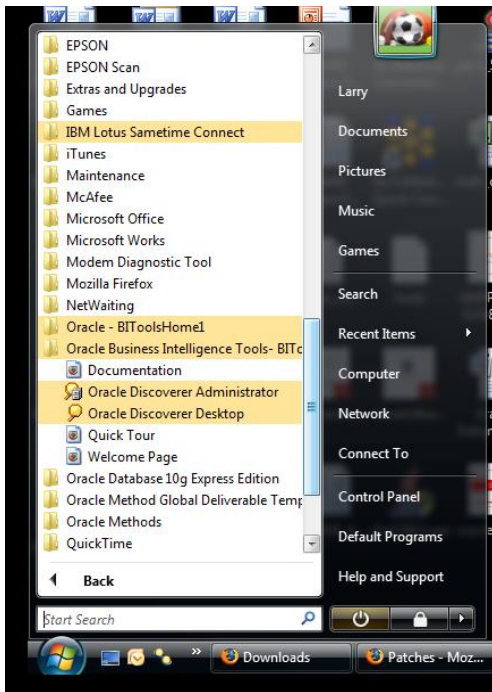 EPSON
EPSON Scan
Extras and Upgrades
Games
IBM Lotus Sametime Connect
iTunes
Maintenance
McAfee
Microsoft Office
Microsoft Works
Modem Diagnostic Tool
Mozilla Firefox
NetWaiting
Oracle - BIToolsHome1
Oracle Business Intelligence Tools- BITc
Documentation
Oracle Discoverer Administrator
Oracle Discoverer Desktop
Quick Tour
Welcome Page
Oracle Database 10g Express Edition
Oracle Method Global Deliverable Temp
Oracle Methods
QuickTime
Back
Start Search
Larry
Documents
Pictures
Music
Games
Search
Recent Items
Computer
Network
Connect To
Control Panel
Default Programs
Help and Support
Downloads
Patches - Moz...